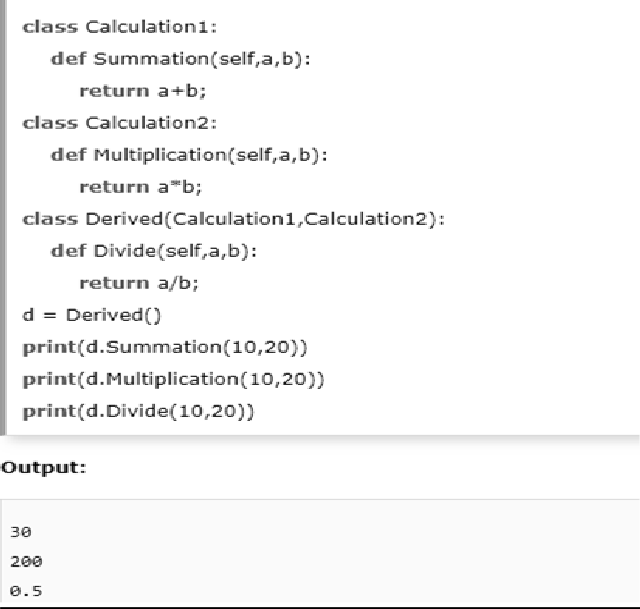 class Calculation1:
    def Summation(self,a,b):
        return a+b;
class Calculation2:
    def Multiplication(self,a,b):
        return a*b;
class Derived(Calculation1,Calculation2):
    def Divide(self,a,b):
        return a/b;
d = Derived()
print(d.Summation(10,20))
print(d.Multiplication(10,20))
print(d.Divide(10,20))
Output:
30
200
0.5